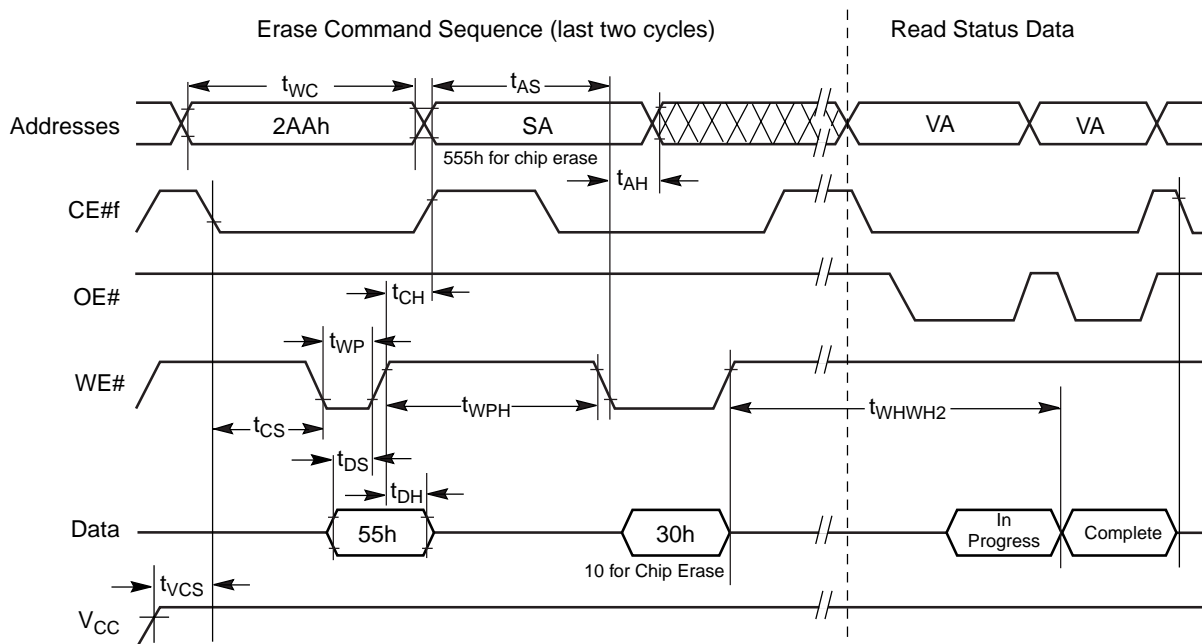 Erase Command Sequence (last two cycles)
Read Status Data
tWC
tAS
Addresses
2AAh
SA
VA
VA
555h for chip erase
tAH
CE#f
OE#
tCH
tWP
WE#
tWPH
tWHWH2
tCS
tDS
tDH
Data
55h
30h
In
Progress
Complete
10 for Chip Erase
tVCS
VCC